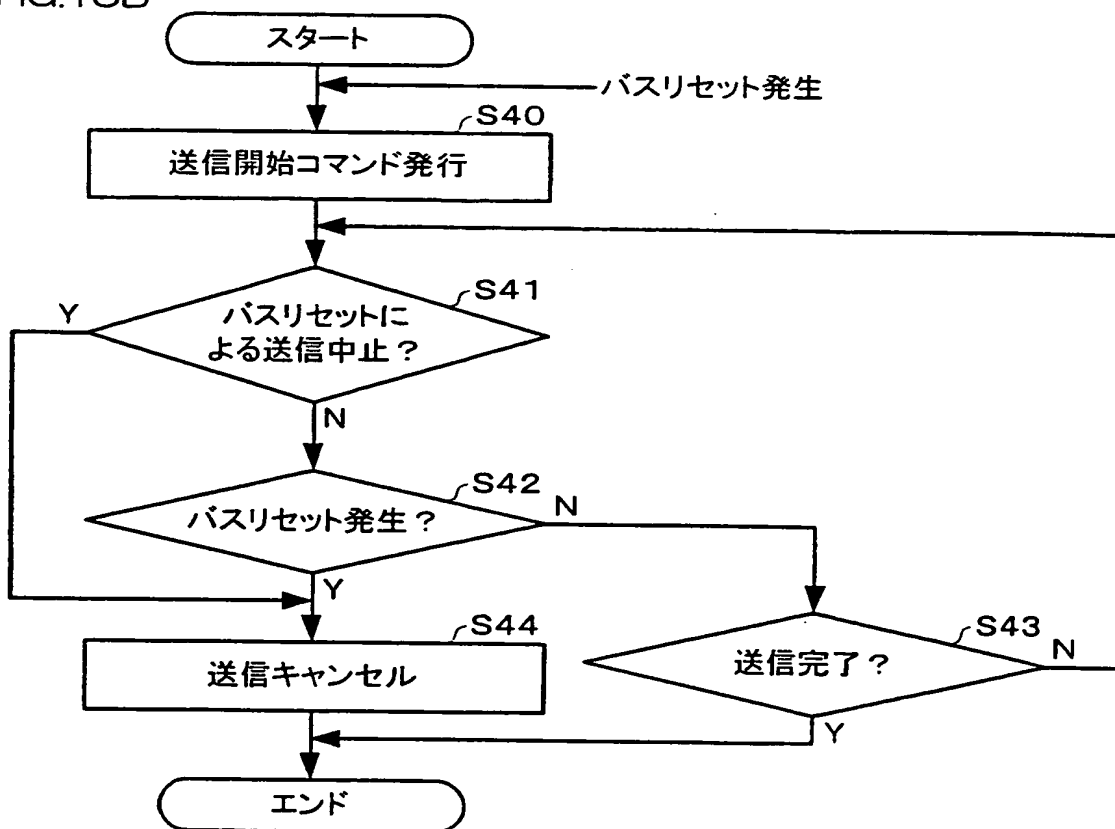 スタート
バスリセット発生
S40
送信開始コマンド発行
S41
Y
バスリセットに
よる送信中止？
N
S42
バスリセット発生？
N
Y
S44
送信キャンセル
S43
送信完了？
N
Y
エンド